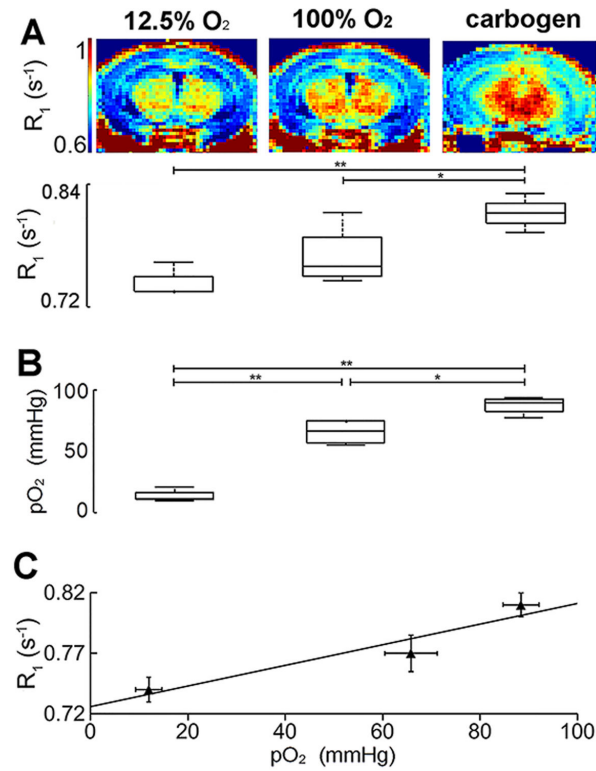 A 12.5% O₂ 100% O₂ carbogen
1
R₁ (s⁻¹)
0.6
**
*
0.84
R₁ (s⁻¹)
0.72
B
**
** *
100
50
0
pO₂ (mmHg)
C
0.82
0.77
0.72
R₁ (s⁻¹)
0 20 40 60 80 100
pO₂ (mmHg)